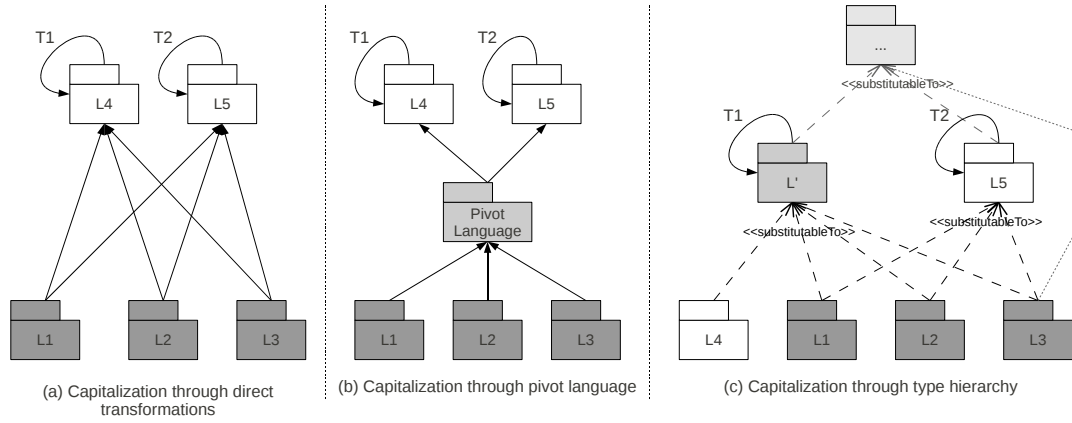 T1
T2
L4
L5
L1
L2
L3
(a) Capitalization through direct
transformations
T1
T2
L4
L5
Pivot
Language
L1
L2
L3
(b) Capitalization through pivot language
...
<<substitutableTo>>
T1
T2
L'
L5
<<substitutableTo>>
<<substitutableTo>>
L4
L1
L2
L3
(c) Capitalization through type hierarchy